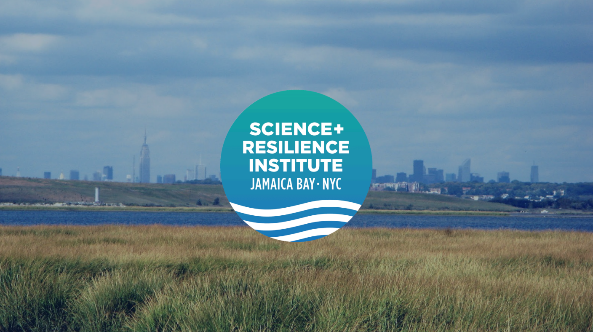 SCIENCE+
RESILIENCE
INSTITUTE
JAMAICA BAY · NYC